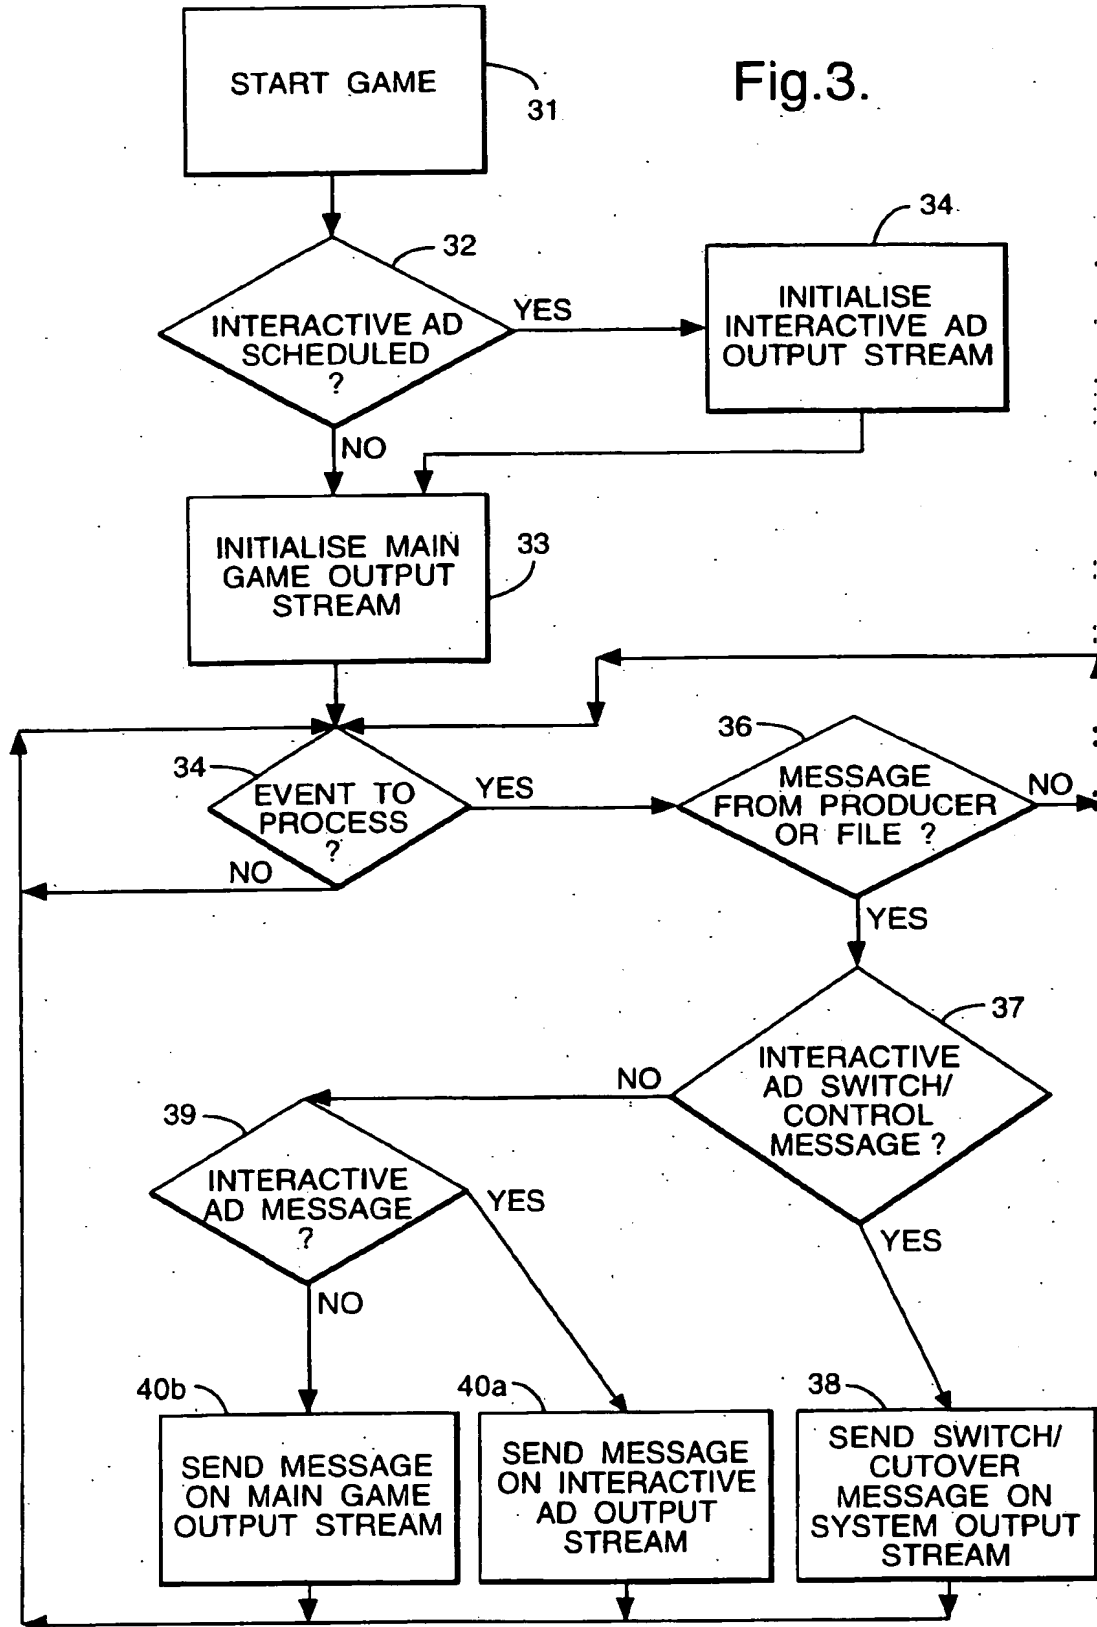 Fig.3.
START GAME
31
32
34
INTERACTIVE AD
SCHEDULED
?
YES
INITIALISE
INTERACTIVE AD
OUTPUT STREAM
NO
INITIALISE MAIN
GAME OUTPUT
STREAM
33
34
EVENT TO
PROCESS
?
YES
NO
36
MESSAGE
FROM PRODUCER
OR FILE ?
NO
YES
37
INTERACTIVE
AD SWITCH/
CONTROL
MESSAGE ?
NO
YES
39
INTERACTIVE
AD MESSAGE
?
YES
NO
40b
SEND MESSAGE
ON MAIN GAME
OUTPUT STREAM
40a
SEND MESSAGE
ON INTERACTIVE
AD OUTPUT
STREAM
38
SEND SWITCH/
CUTOVER
MESSAGE ON
SYSTEM OUTPUT
STREAM